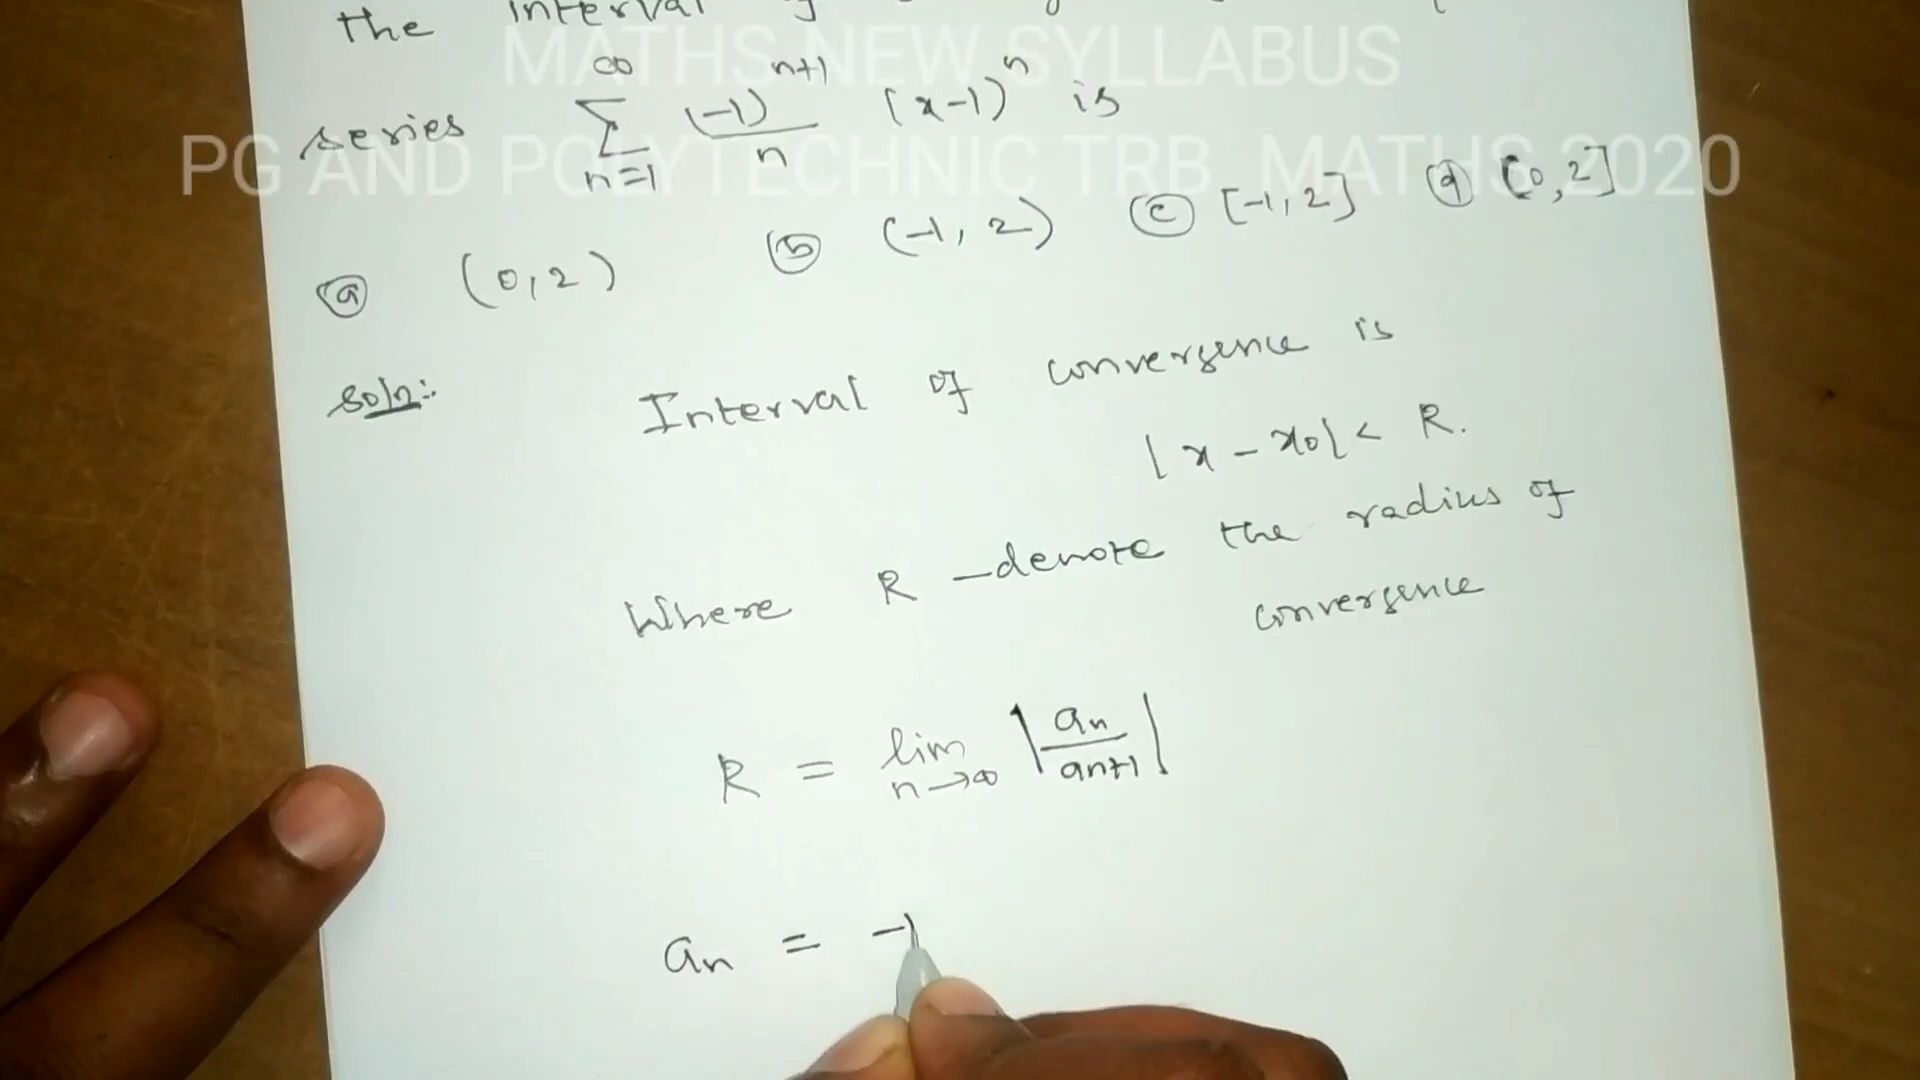 the interval
MATHS NEW SYLLABUS
series ∞ ∑ n=1 (-1)^{n+1} / n (x-1)^n is
PG AND POLYTECHNIC TRB MATHS 2020
(a) (0,2) (b) (-1, 2) (c) [-1,2] (d) (0,2]
Soln:
Interval of convergence is
|x - x0| < R.
Where R - denote the radius of
convergence
R = lim n→∞ |an / an+1|
an = -1